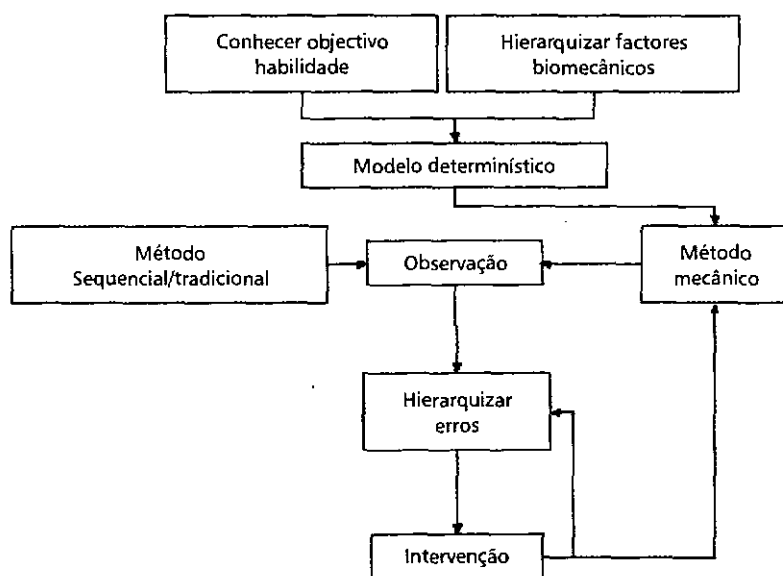 Conhecer objectivo
habilidade
Hierarquizar factores
biomecânicos
Modelo determinístico
Método
Sequencial/tradicional
Observação
Método
mecânico
Hierarquizar
erros
Intervenção